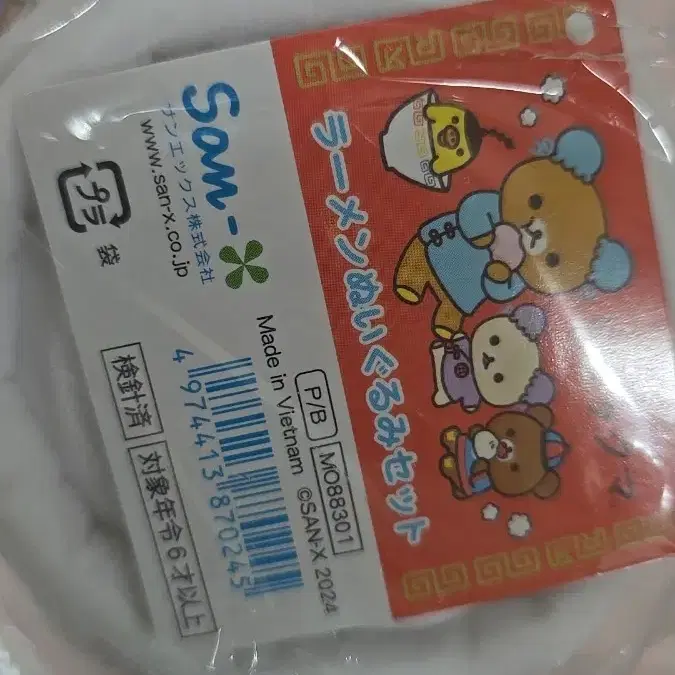 ラーメンぬいぐるみセット
San-X
サンエックス株式会社
www.san-x.co.jp
プラ
袋
P/B
MO88301
Made in Vietnam ©SAN-X 2024
4 974413 870245
検針済
対象年令6才以上